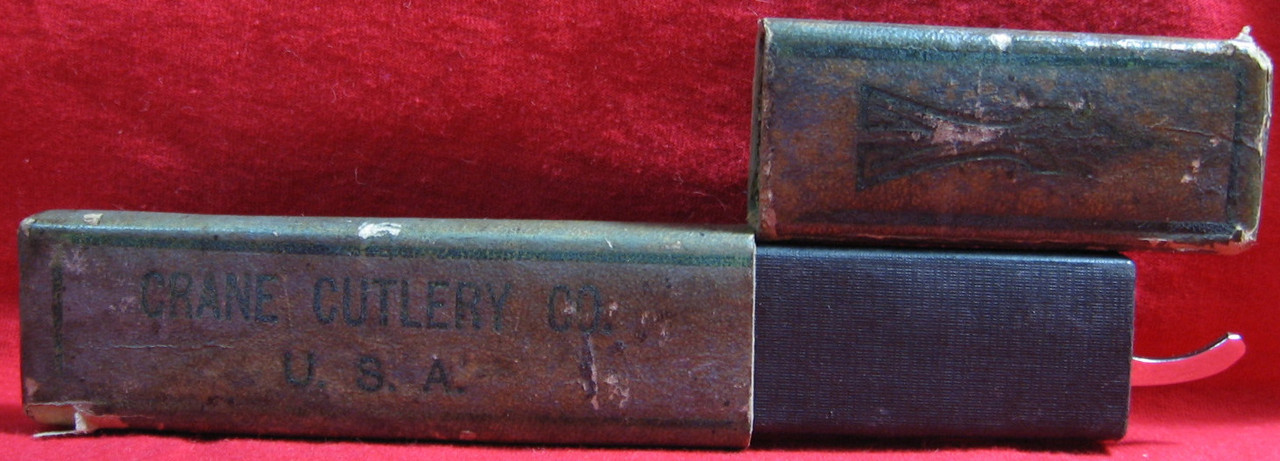 CRANE CUTLERY CO.
U. S. A.